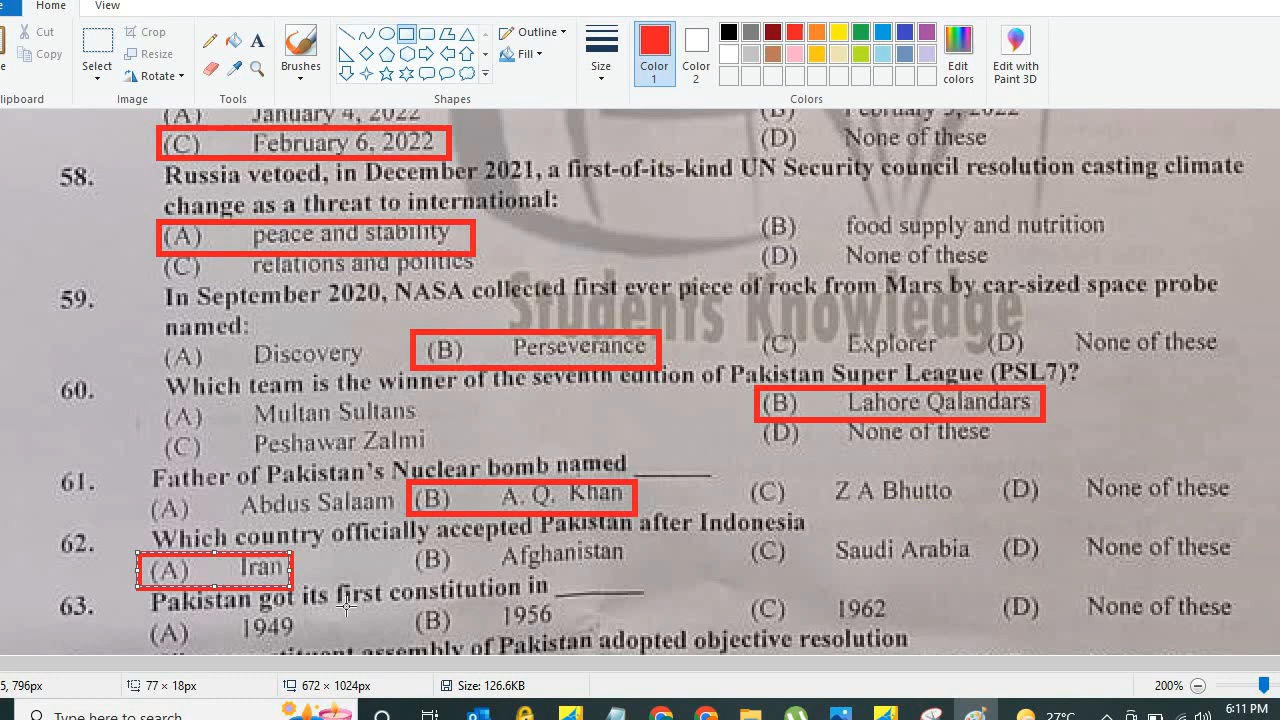 Home View
Cut
Copy
Select
Crop
Resize
Rotate
A
Brushes
Outline
Fill
Size
Color 1
Color 2
Edit colors
Edit with Paint 3D
lipboard Image Tools Shapes Colors
(A) January 4, 2022
(C) February 6, 2022 (D) None of these
58. Russia vetoed, in December 2021, a first-of-its-kind UN Security council resolution casting climate
change as a threat to international:
(A) peace and stability (B) food supply and nutrition
(C) relations and politics (D) None of these
Students Knowledge
59. In September 2020, NASA collected first ever piece of rock from Mars by car-sized space probe
named:
(A) Discovery (B) Perseverance (C) Explorer (D) None of these
60. Which team is the winner of the seventh edition of Pakistan Super League (PSL7)?
(A) Multan Sultans (B) Lahore Qalandars
(C) Peshawar Zalmi (D) None of these
61. Father of Pakistan's Nuclear bomb named ______
(A) Abdus Salaam (B) A. Q. Khan (C) Z A Bhutto (D) None of these
62. Which country officially accepted Pakistan after Indonesia
(A) Iran (B) Afghanistan (C) Saudi Arabia (D) None of these
63. Pakistan got its first constitution in _______
(A) 1949 (B) 1956 (C) 1962 (D) None of these
of Pakistan adopted objective resolution
5, 796px 77 × 18px 672 × 1024px Size: 126.6KB 200%
Type here to search 27°C 6:11 PM